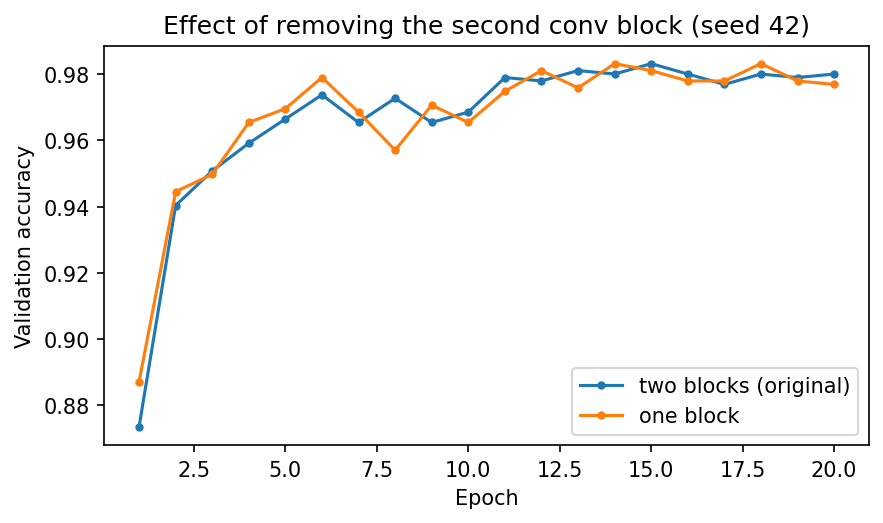 Effect of removing the second conv block (seed 42)
Validation accuracy
0.98
0.96
0.94
0.92
0.90
0.88
two blocks (original)
one block
2.5 5.0 7.5 10.0 12.5 15.0 17.5 20.0
Epoch